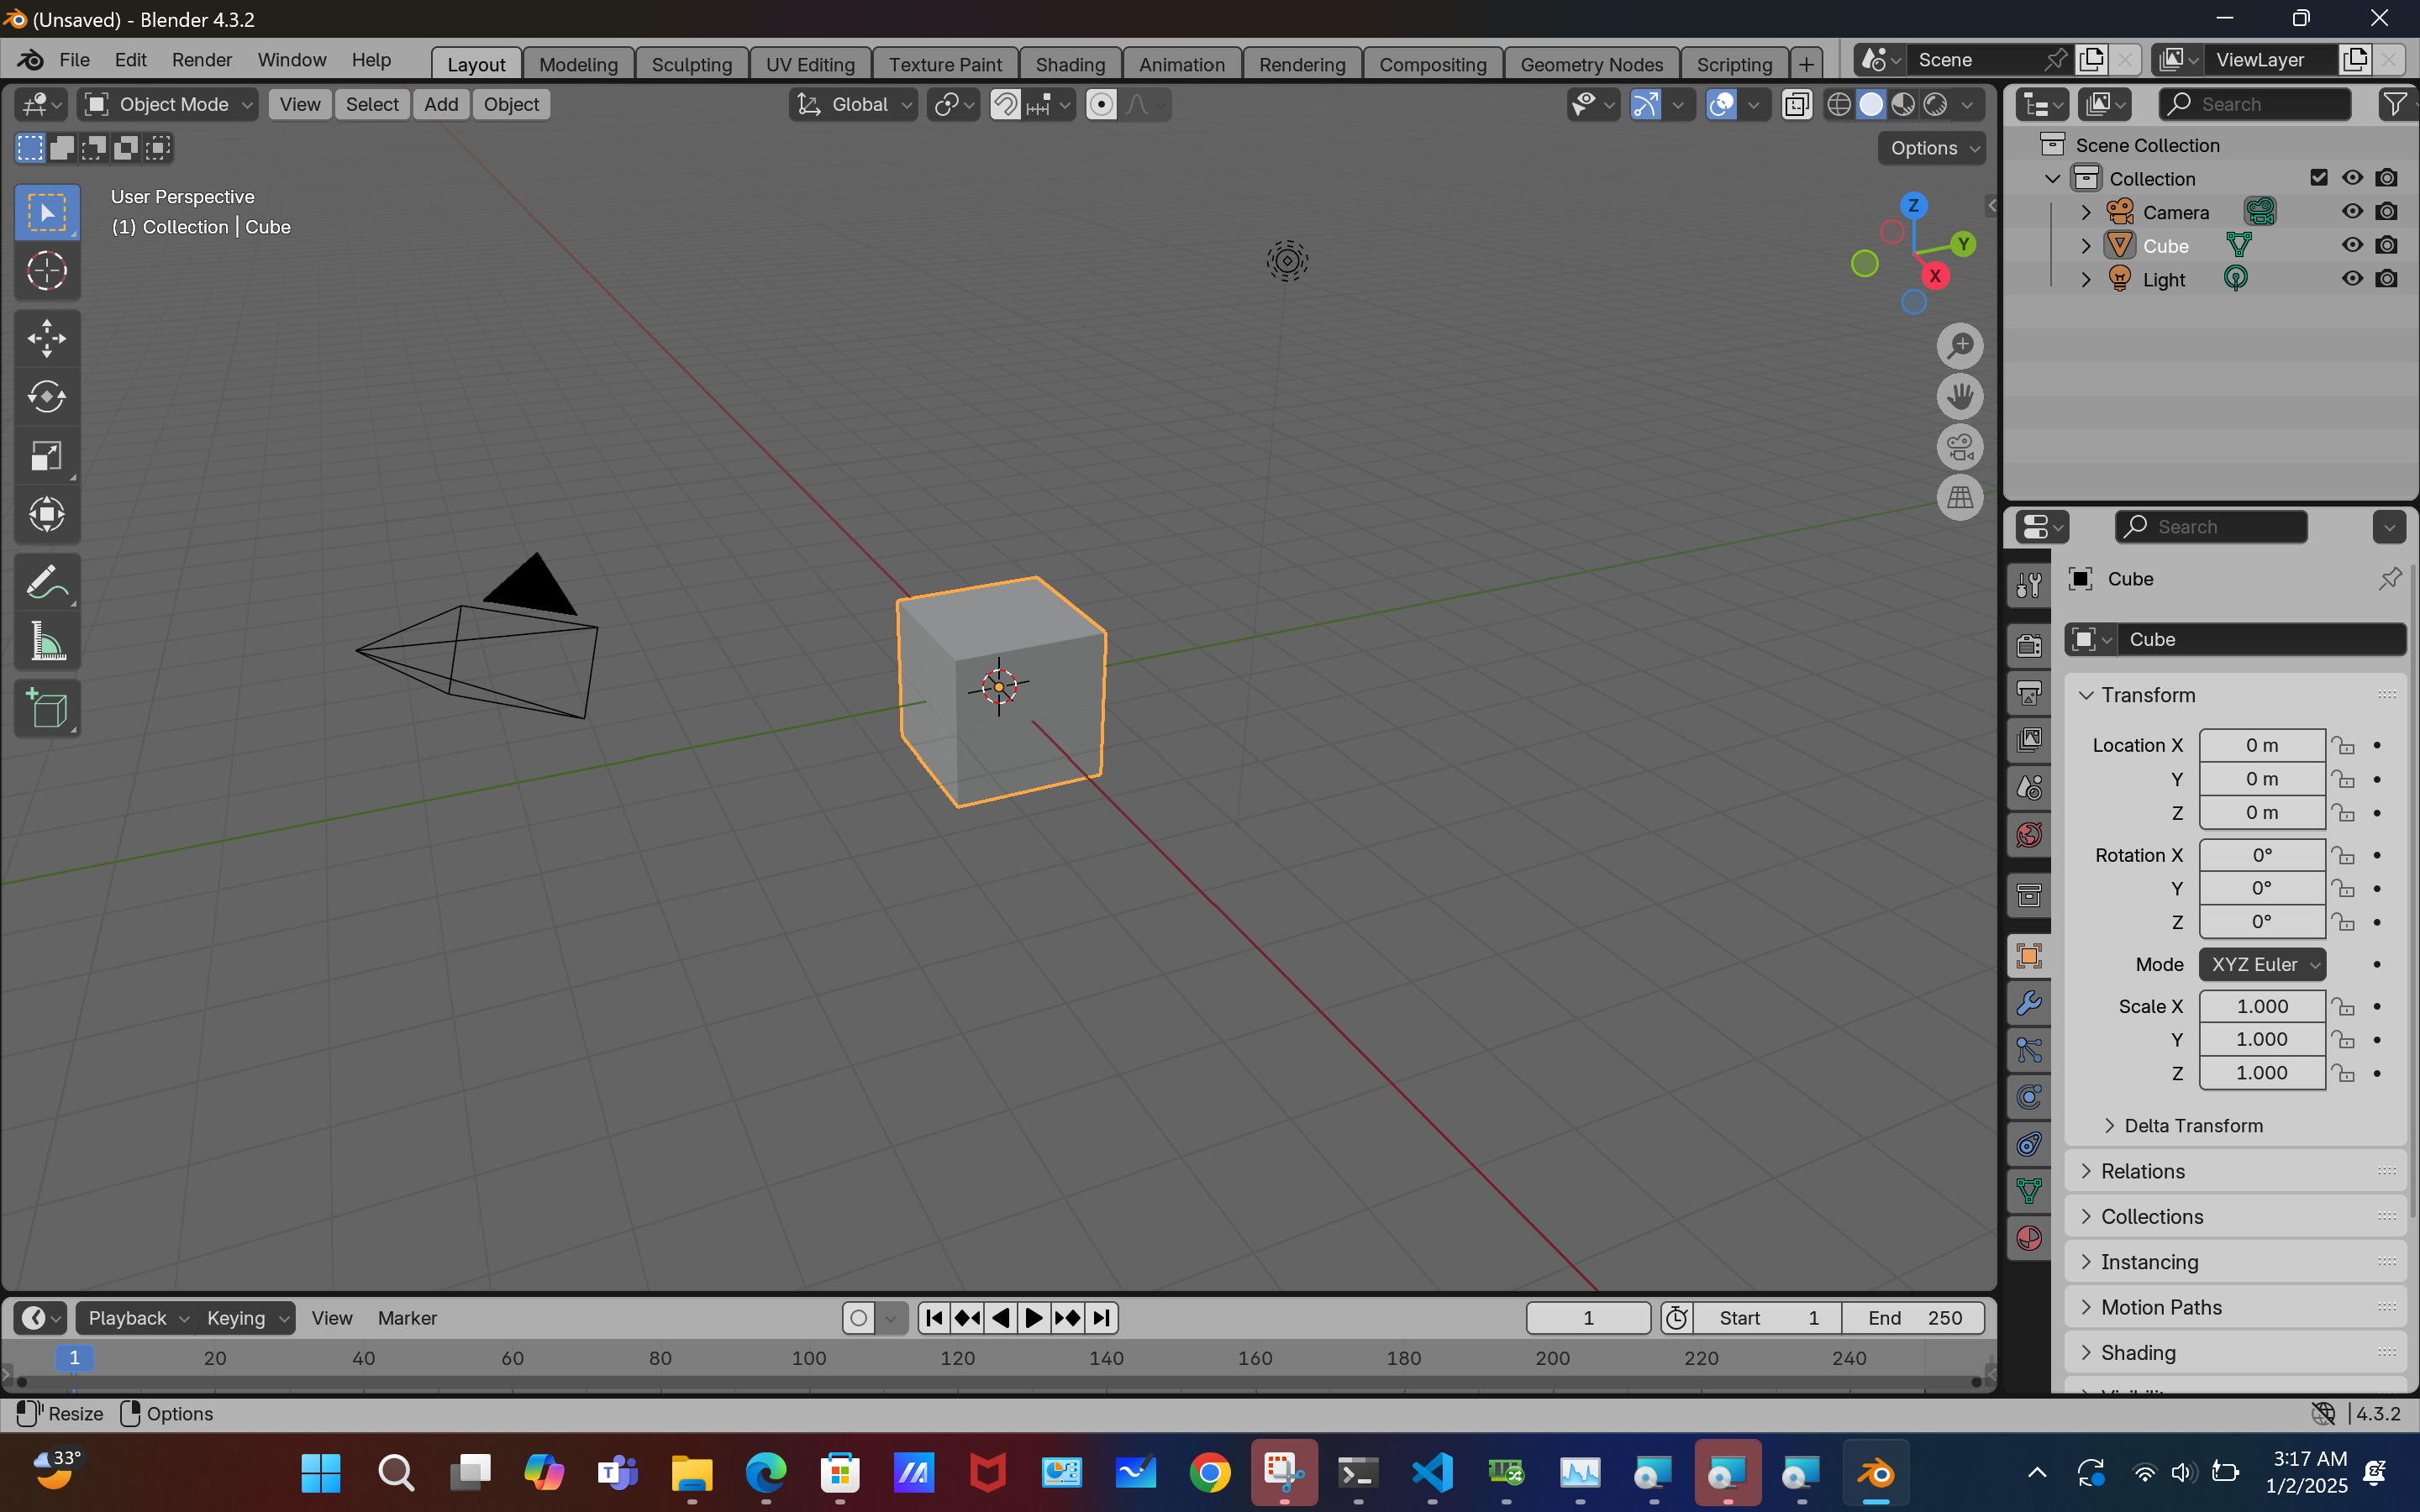 (Unsaved) - Blender 4.3.2
File Edit Render Window Help Layout Modeling Sculpting UV Editing Texture Paint Shading Animation Rendering Compositing Geometry Nodes Scripting + Scene ViewLayer
Object Mode View Select Add Object Global Search
Options
User Perspective
(1) Collection | Cube
Z
Y
X
Scene Collection
Collection
Camera
Cube
Light
Search
Cube
Cube
Transform
Location X 0 m
Y 0 m
Z 0 m
Rotation X 0°
Y 0°
Z 0°
Mode XYZ Euler
Scale X 1.000
Y 1.000
Z 1.000
Delta Transform
Relations
Collections
Instancing
Motion Paths
Shading
Playback Keying View Marker 1 Start 1 End 250
1 20 40 60 80 100 120 140 160 180 200 220 240
Resize Options 4.3.2
33°
3:17 AM
1/2/2025